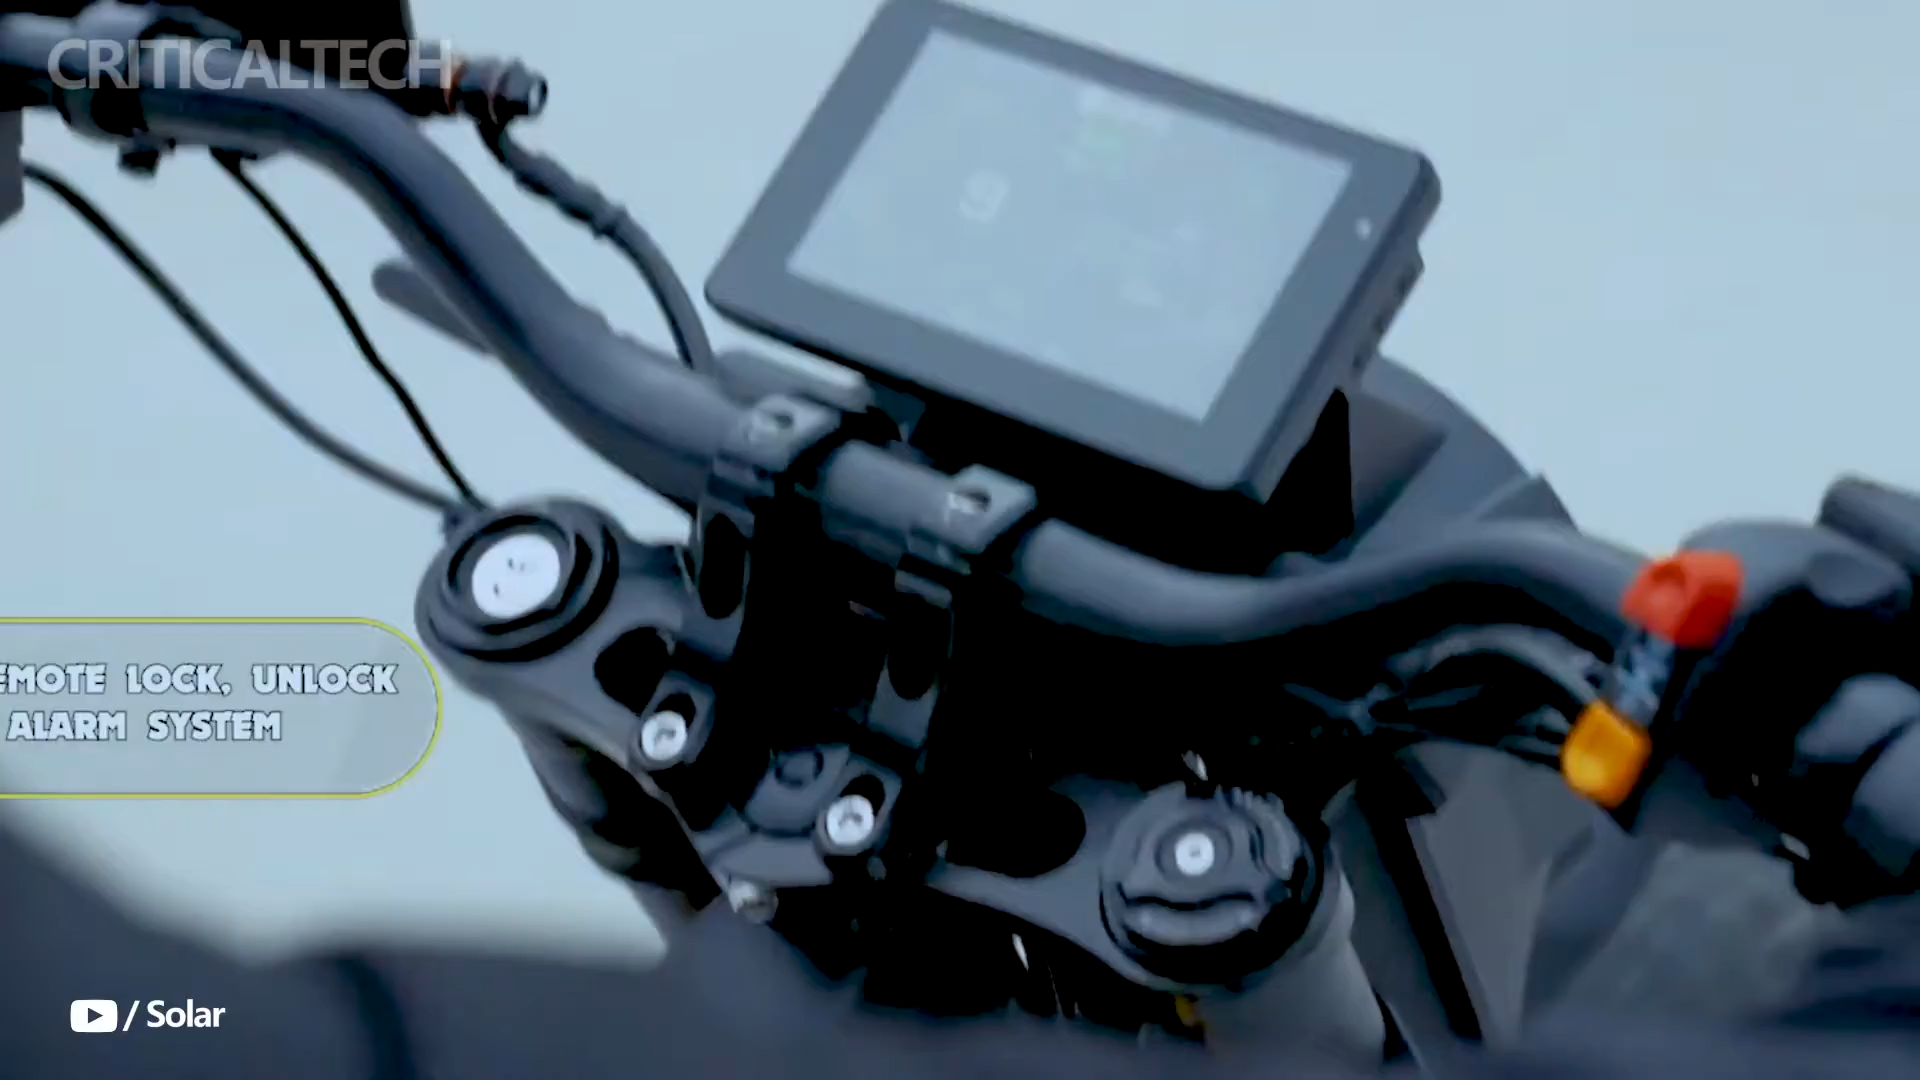 CRITICALTECH
EMOTE LOCK, UNLOCK
ALARM SYSTEM
/ Solar